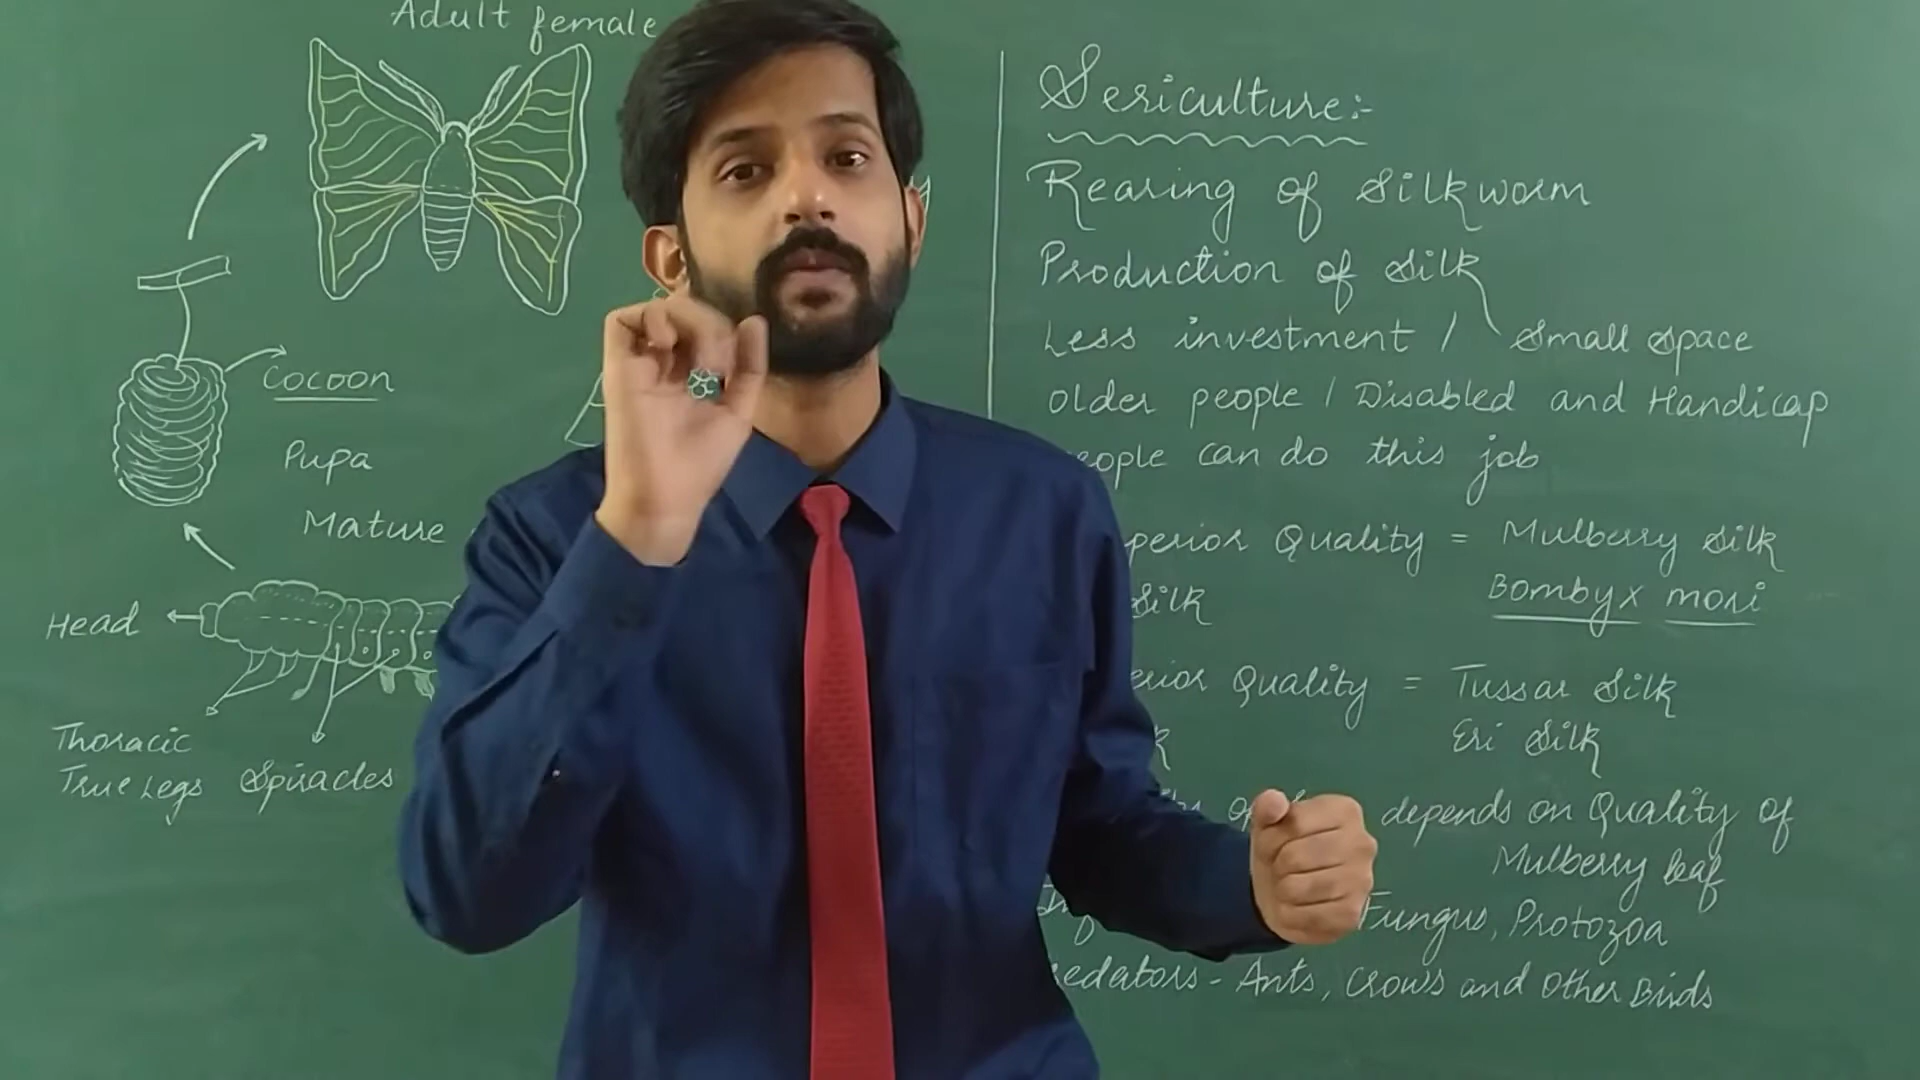 Adult female
Cocoon
Pupa
Mature
Head
Thoracic
True Legs
Spiracles
Sericulture:-
Rearing of Silkworm
Production of Silk
Less investment / Small space
older people / Disabled and Handicap
people can do this job
Quality = Mulberry Silk
Silk
Bombyx mori
Quality = Tussar Silk
Eri Silk
depends on Quality of
Mulberry leaf
Fungus, Protozoa
Ants, Crows and Other Birds